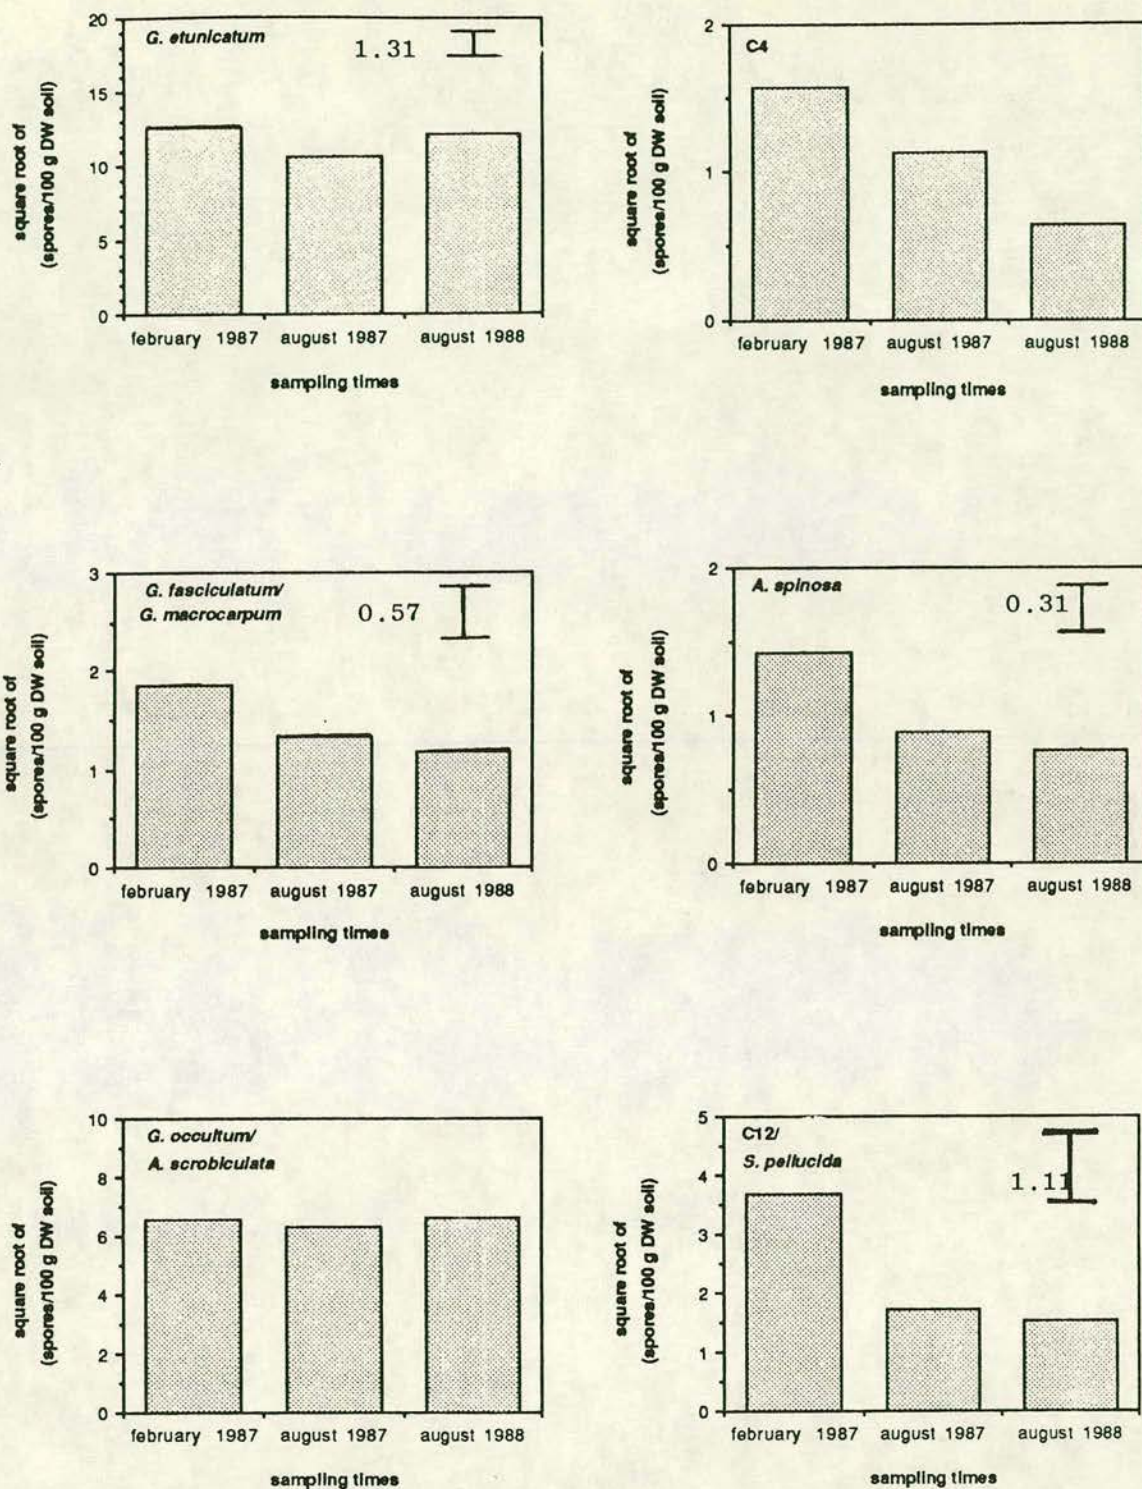 G. etunicatum
1.31
20
15
10
5
0
square root of
(spores/100 g DW soil)
february 1987 august 1987 august 1988
sampling times
C4
2
1
0
square root of
(spores/100 g DW soil)
february 1987 august 1987 august 1988
sampling times
G. fasciculatum/
G. macrocarpum
0.57
3
2
1
0
square root of
(spores/100 g DW soil)
february 1987 august 1987 august 1988
sampling times
A. spinosa
0.31
2
1
0
square root of
(spores/100 g DW soil)
february 1987 august 1987 august 1988
sampling times
G. occultum/
A. scrobiculata
10
8
6
4
2
0
square root of
(spores/100 g DW soil)
february 1987 august 1987 august 1988
sampling times
C12/
S. pellucida
1.11
5
4
3
2
1
0
square root of
(spores/100 g DW soil)
february 1987 august 1987 august 1988
sampling times